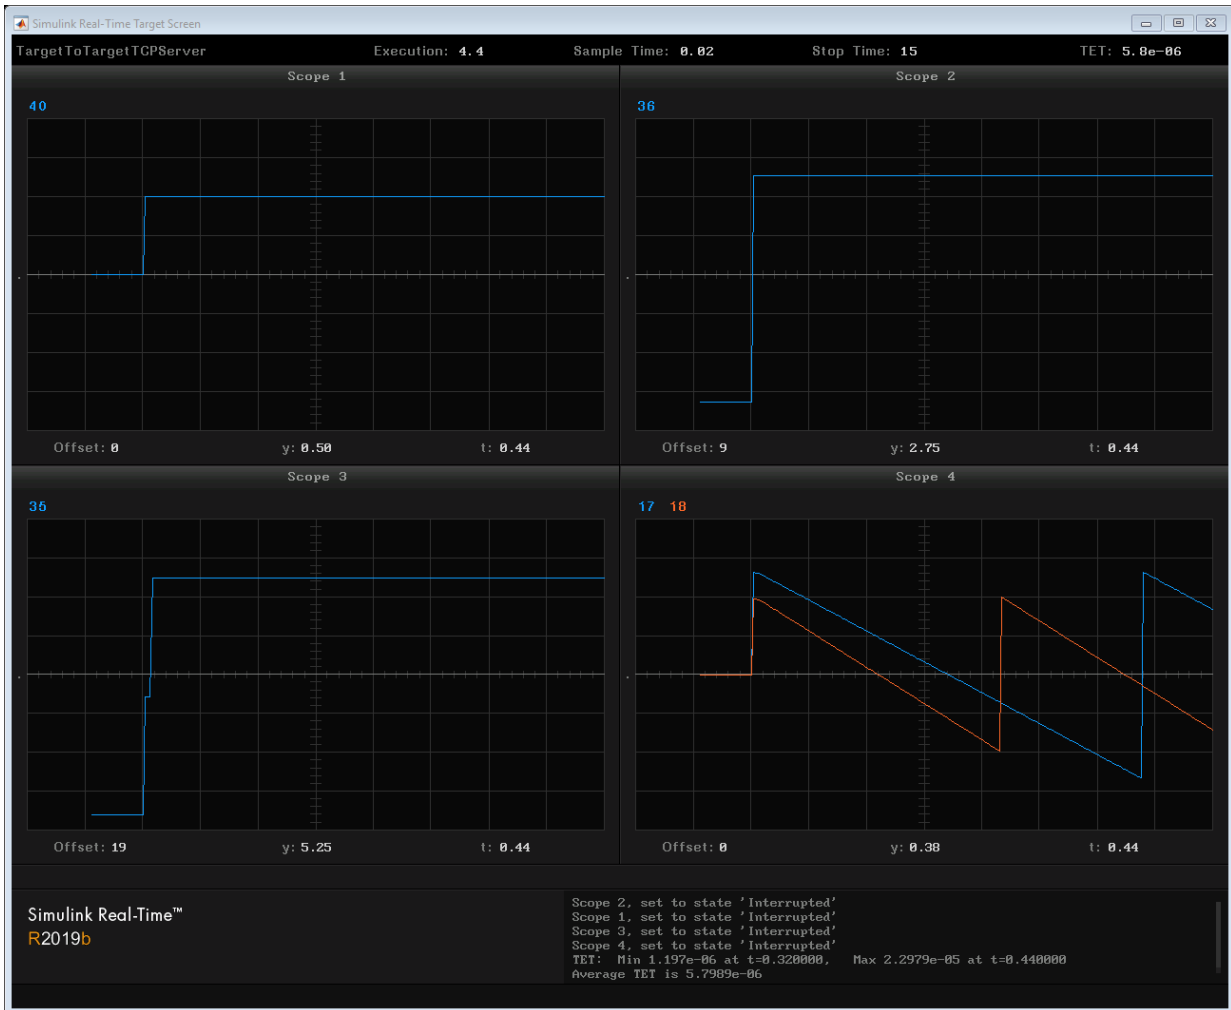 Simulink Real-Time Target Screen
TargetToTargetTCPServer Execution: 4.4 Sample Time: 0.02 Stop Time: 15 TET: 5.8e-06
Scope 1
40
Offset: 0 y: 0.50 t: 0.44
Scope 2
36
Offset: 9 y: 2.75 t: 0.44
Scope 3
35
Offset: 19 y: 5.25 t: 0.44
Scope 4
17 18
Offset: 0 y: 0.38 t: 0.44
Simulink Real-Time™
R2019b
Scope 2, set to state 'Interrupted'
Scope 1, set to state 'Interrupted'
Scope 3, set to state 'Interrupted'
Scope 4, set to state 'Interrupted'
TET: Min 1.197e-06 at t=0.320000, Max 2.2979e-05 at t=0.440000
Average TET is 5.7989e-06